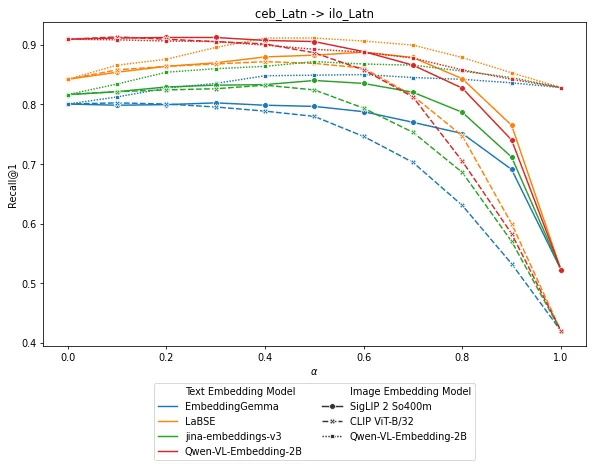 ceb_Latn -> ilo_Latn
Recall@1
0.9
0.8
0.7
0.6
0.5
0.4
0.0
0.2
0.4
0.6
0.8
1.0
α
Text Embedding Model
EmbeddingGemma
LaBSE
jina-embeddings-v3
Qwen-VL-Embedding-2B
Image Embedding Model
SigLIP 2 So400m
CLIP ViT-B/32
Qwen-VL-Embedding-2B